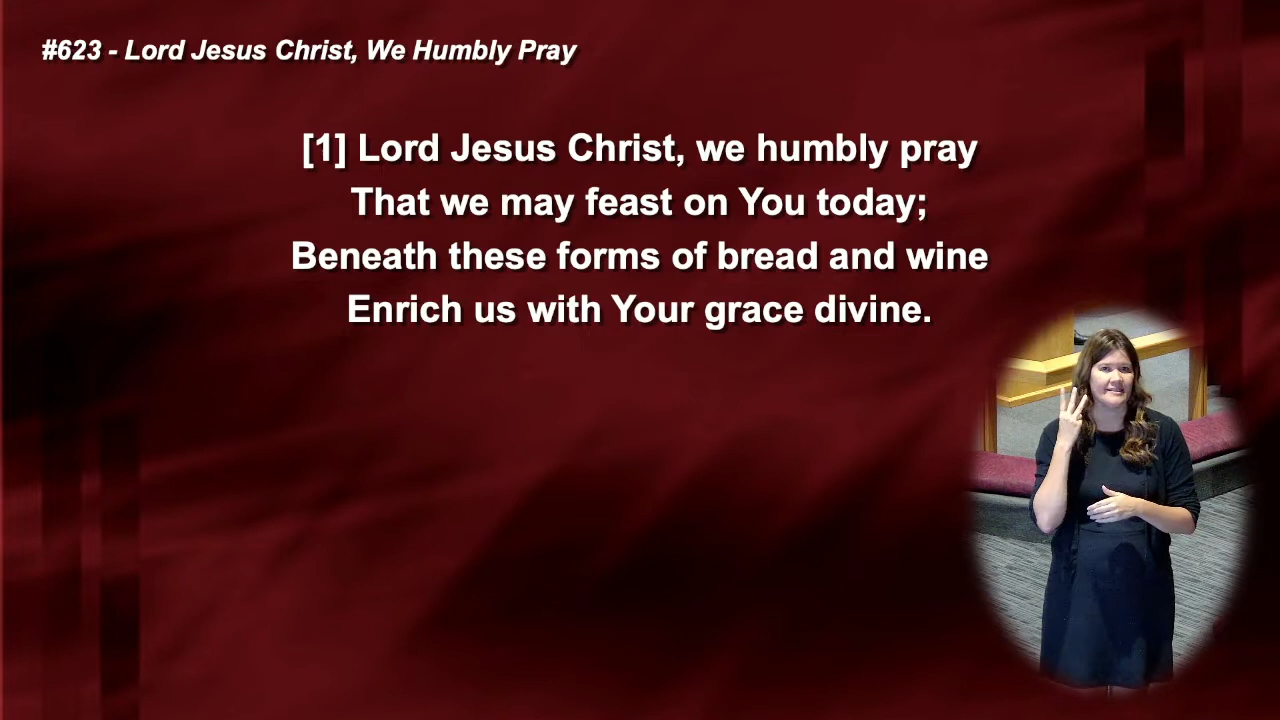 #623 - Lord Jesus Christ, We Humbly Pray
[1] Lord Jesus Christ, we humbly pray
That we may feast on You today;
Beneath these forms of bread and wine
Enrich us with Your grace divine.